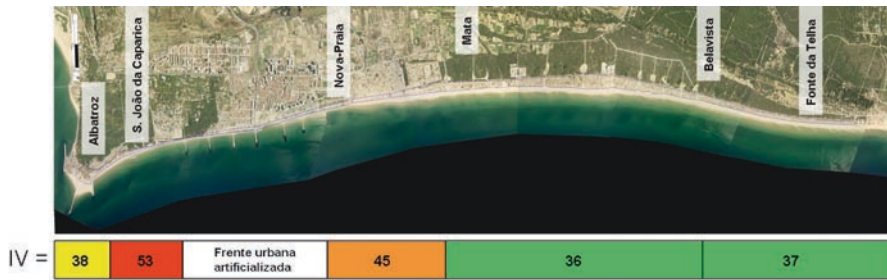 Albatroz
S. João da Caparica
Nova-Praia
Mata
Belavista
Fonte da Telha
IV =
38
53
Frente urbana
artificializada
45
36
37